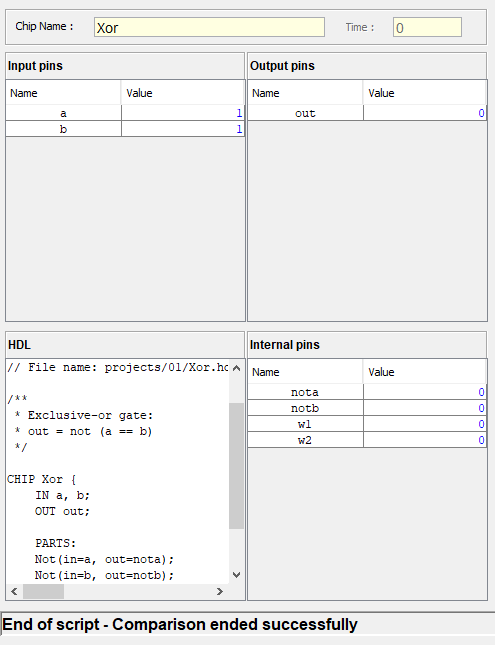 Chip Name : Xor Time : 0
Input pins Output pins
Name Value Name Value
a 1 out 0
b 1
HDL Internal pins
// File name: projects/01/Xor.hd Name Value
/** nota 0
* Exclusive-or gate: notb 0
* out = not (a == b) w1 0
*/ w2 0
CHIP Xor {
IN a, b;
OUT out;
PARTS:
Not(in=a, out=nota);
Not(in=b, out=notb);
End of script - Comparison ended successfully